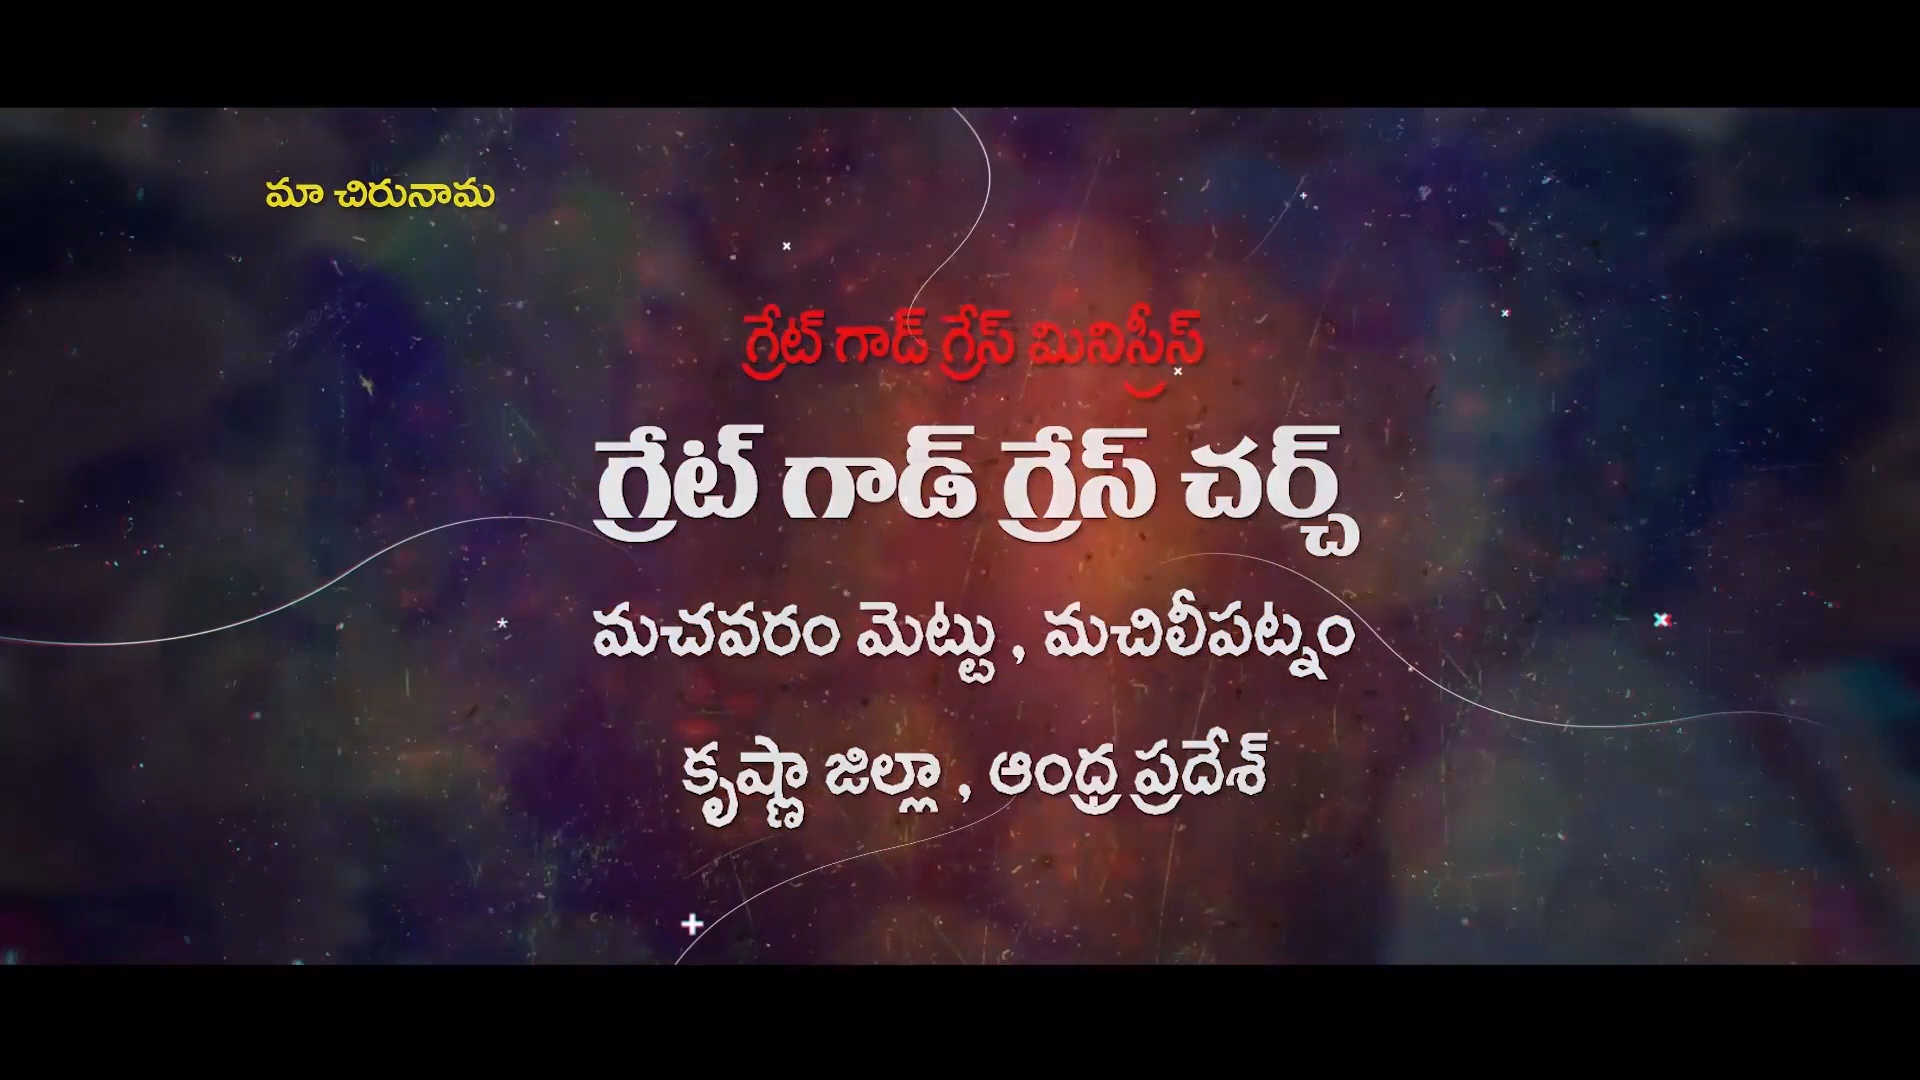 మా చిరునామ
గ్రేట్ గాడ్ గ్రేస్ మినిస్ట్రీస్
గ్రేట్ గాడ్ గ్రేస్ చర్చ్
మచవరం మెట్టు , మచిలీపట్నం
కృష్ణా జిల్లా , ఆంధ్ర ప్రదేశ్